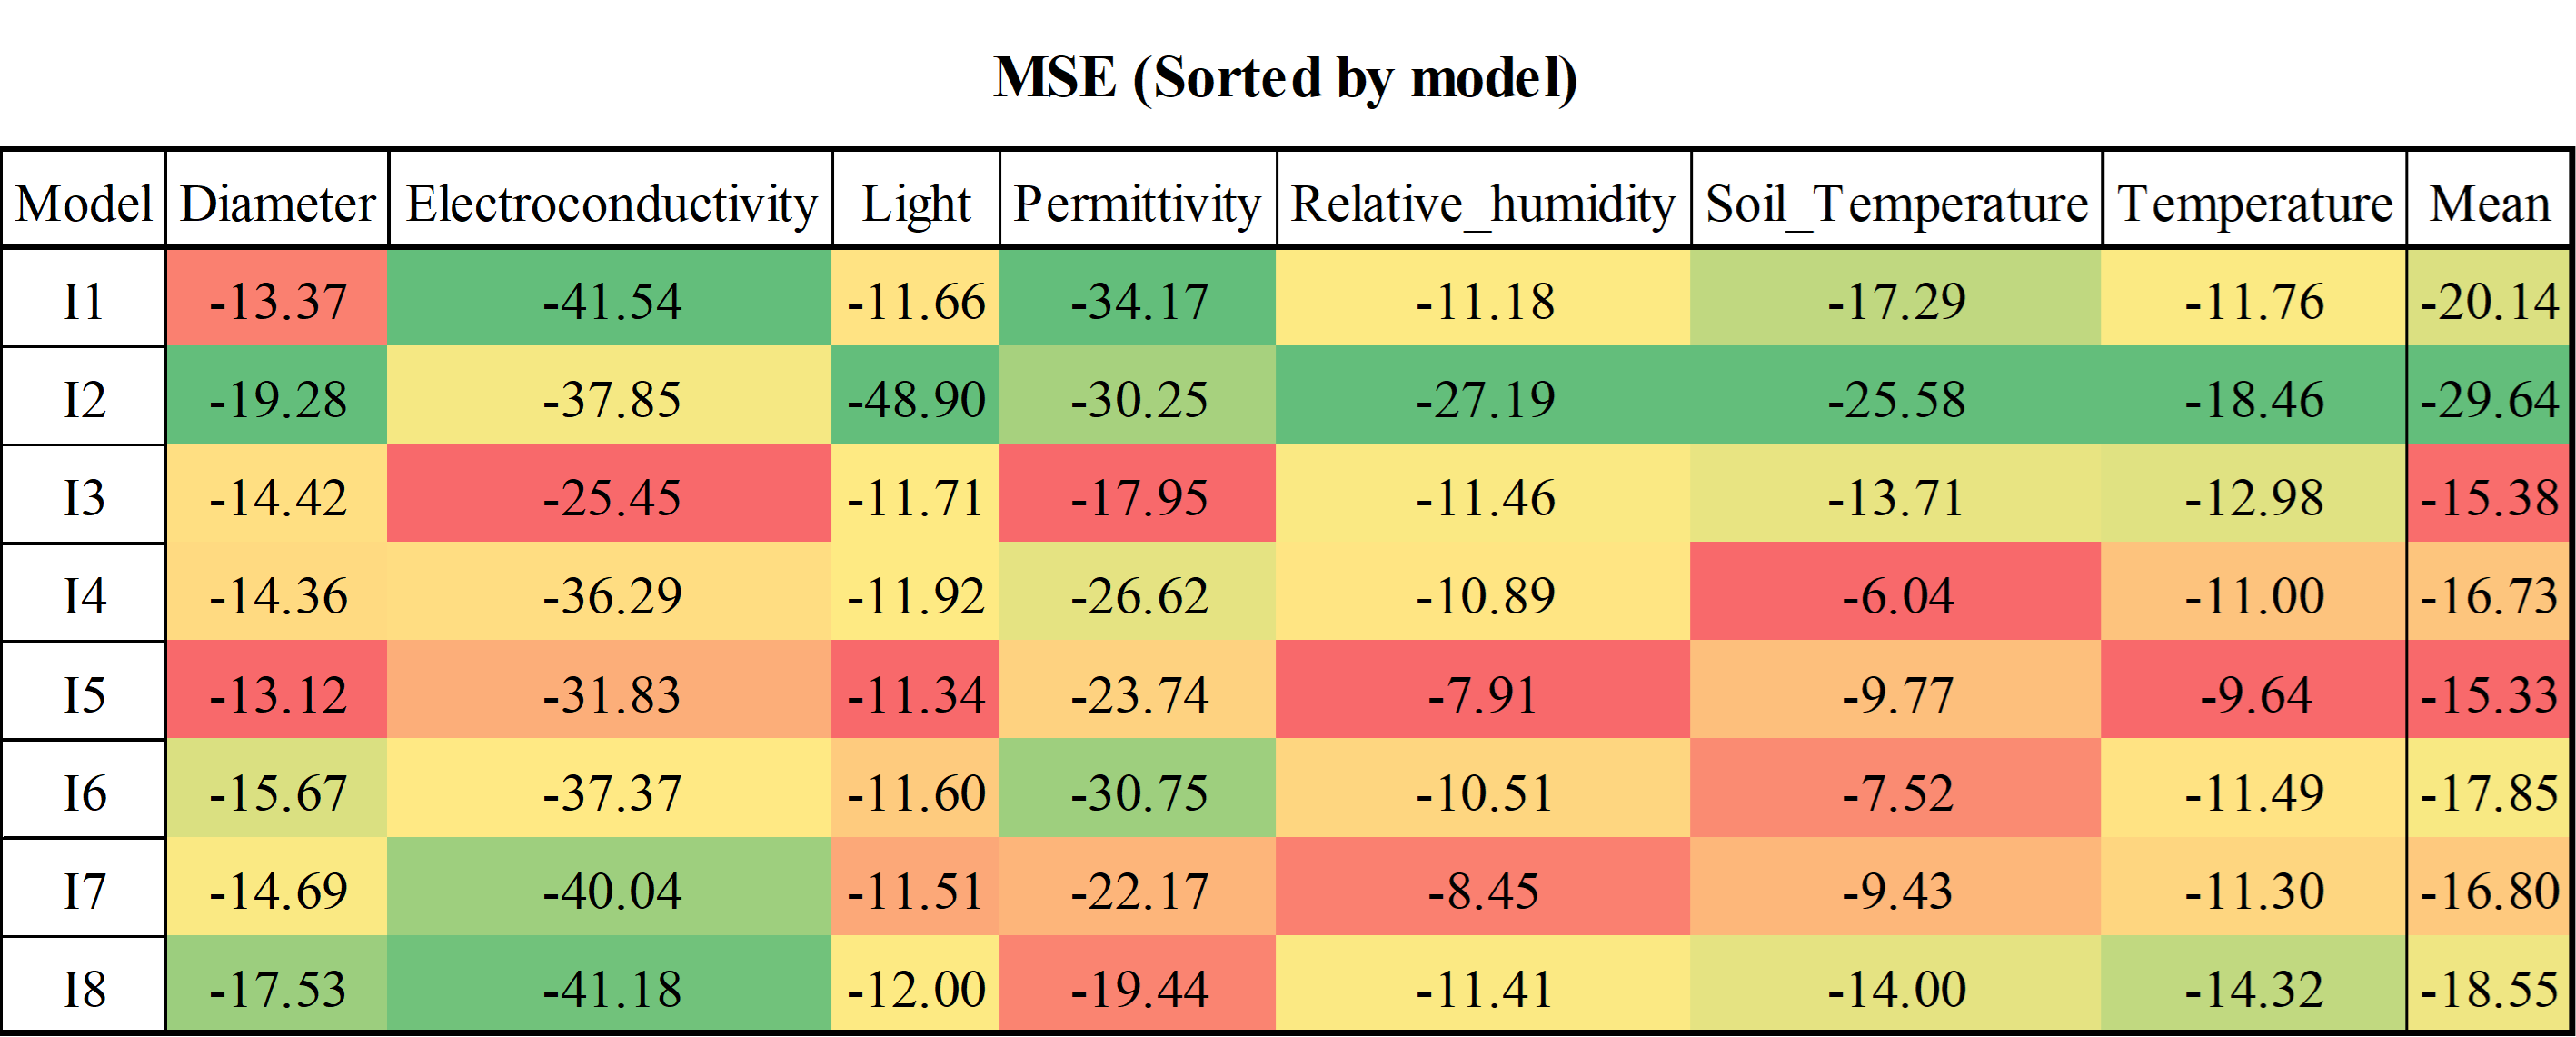 MSE (Sorted by model)
Model Diameter Electroconductivity Light Permittivity Relative_humidity Soil_Temperature Temperature Mean
I1 -13.37 -41.54 -11.66 -34.17 -11.18 -17.29 -11.76 -20.14
I2 -19.28 -37.85 -48.90 -30.25 -27.19 -25.58 -18.46 -29.64
I3 -14.42 -25.45 -11.71 -17.95 -11.46 -13.71 -12.98 -15.38
I4 -14.36 -36.29 -11.92 -26.62 -10.89 -6.04 -11.00 -16.73
I5 -13.12 -31.83 -11.34 -23.74 -7.91 -9.77 -9.64 -15.33
I6 -15.67 -37.37 -11.60 -30.75 -10.51 -7.52 -11.49 -17.85
I7 -14.69 -40.04 -11.51 -22.17 -8.45 -9.43 -11.30 -16.80
I8 -17.53 -41.18 -12.00 -19.44 -11.41 -14.00 -14.32 -18.55